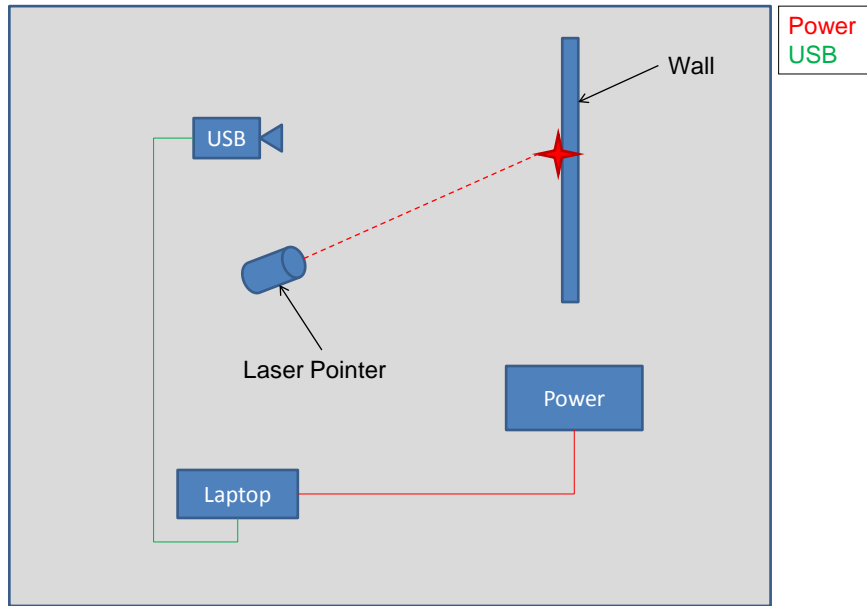 Power
USB
Wall
USB
Laser Pointer
Power
Laptop